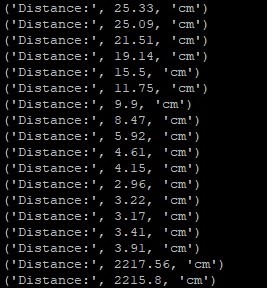 ('Distance:', 25.33, 'cm')
('Distance:', 25.09, 'cm')
('Distance:', 21.51, 'cm')
('Distance:', 19.14, 'cm')
('Distance:', 15.5, 'cm')
('Distance:', 11.75, 'cm')
('Distance:', 9.9, 'cm')
('Distance:', 8.47, 'cm')
('Distance:', 5.92, 'cm')
('Distance:', 4.61, 'cm')
('Distance:', 4.15, 'cm')
('Distance:', 2.96, 'cm')
('Distance:', 3.22, 'cm')
('Distance:', 3.17, 'cm')
('Distance:', 3.41, 'cm')
('Distance:', 3.91, 'cm')
('Distance:', 2217.56, 'cm')
('Distance:', 2215.8, 'cm')